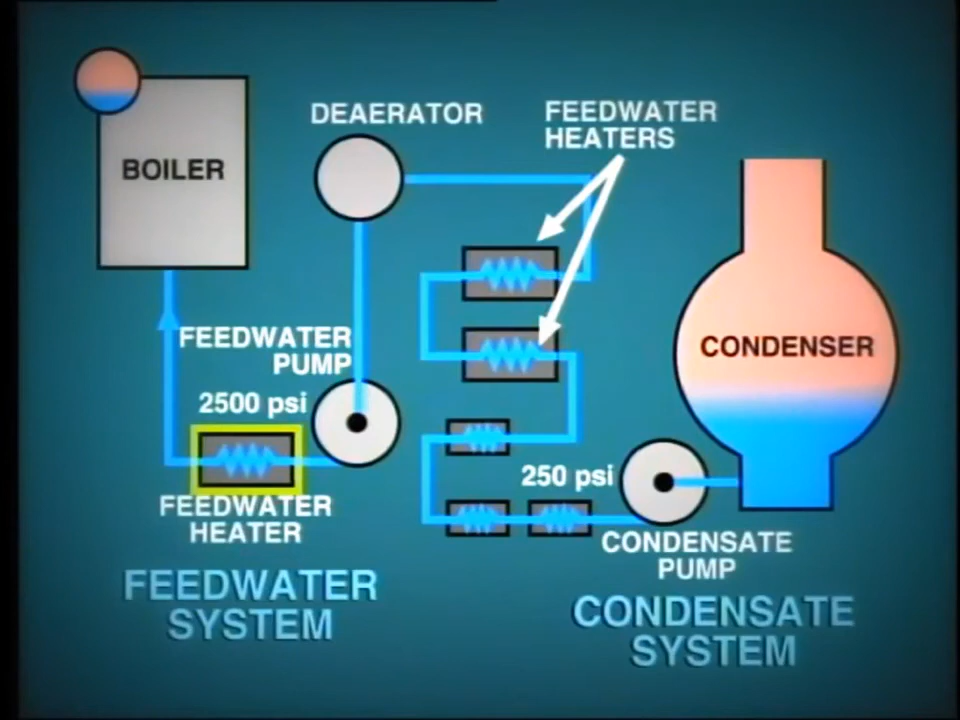 DEAERATOR
FEEDWATER
HEATERS
BOILER
CONDENSER
FEEDWATER
PUMP
2500 psi
FEEDWATER
HEATER
250 psi
CONDENSATE
PUMP
FEEDWATER
SYSTEM
CONDENSATE
SYSTEM